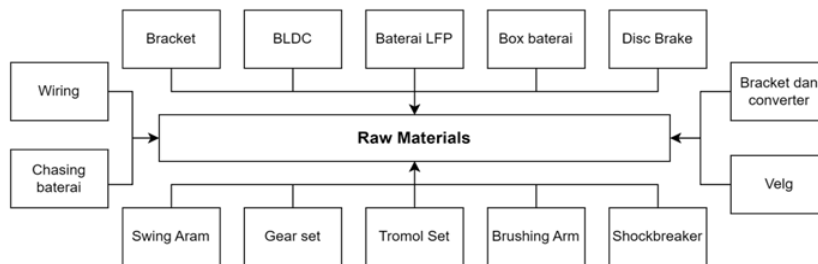 Bracket
BLDC
Baterai LFP
Box baterai
Disc Brake
Wiring
Bracket dan
converter
Raw Materials
Chasing
baterai
Velg
Swing Aram
Gear set
Tromol Set
Brushing Arm
Shockbreaker